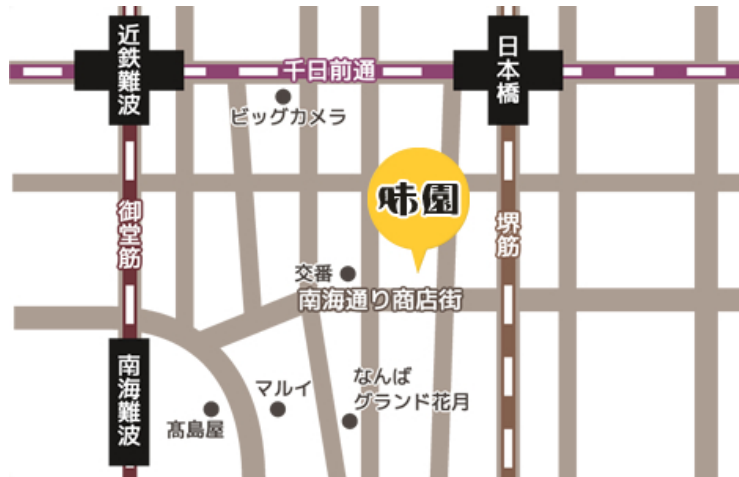 近鉄難波
日本橋
千日前通
ビッグカメラ
味園
御堂筋
堺筋
交番
南海通り商店街
南海難波
なんば
グランド花月
マルイ
髙島屋